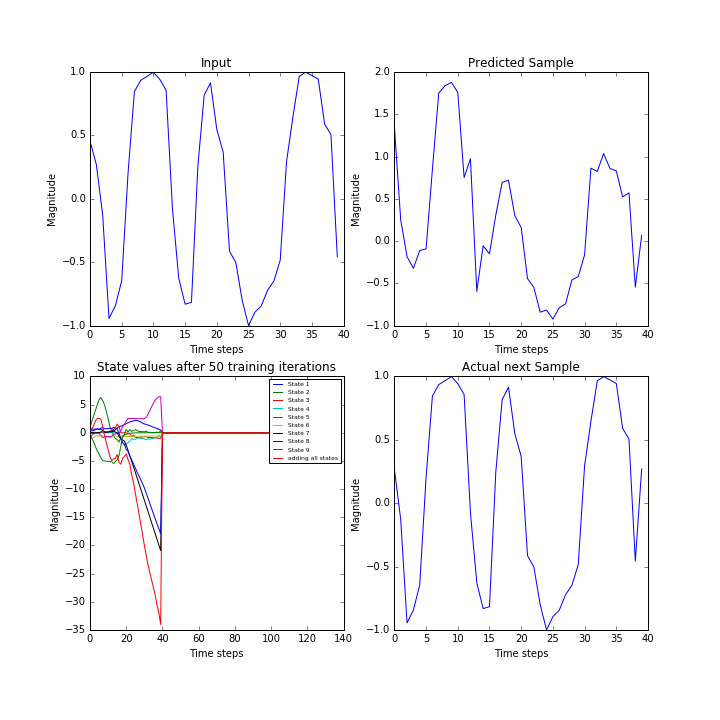 Input
Magnitude
1.0
0.5
0.0
−0.5
−1.0
0 5 10 15 20 25 30 35 40
Time steps
Predicted Sample
Magnitude
2.0
1.5
1.0
0.5
0.0
−0.5
−1.0
0 5 10 15 20 25 30 35 40
Time steps
State values after 50 training iterations
Magnitude
10
5
0
−5
−10
−15
−20
−25
−30
−35
0 20 40 60 80 100 120 140
Time steps
State 1
State 2
State 3
State 4
State 5
State 6
State 7
State 8
State 9
adding all states
Actual next Sample
Magnitude
1.0
0.5
0.0
−0.5
−1.0
0 5 10 15 20 25 30 35 40
Time steps